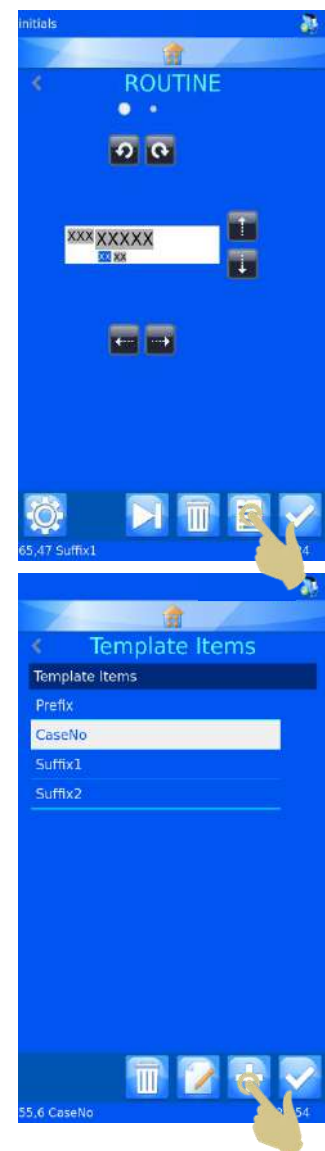 initials
ROUTINE
XXX XXXXX
XX XX
65,47 Suffix1
Template Items
Template Items
Prefix
CaseNo
Suffix1
Suffix2
55,6 CaseNo